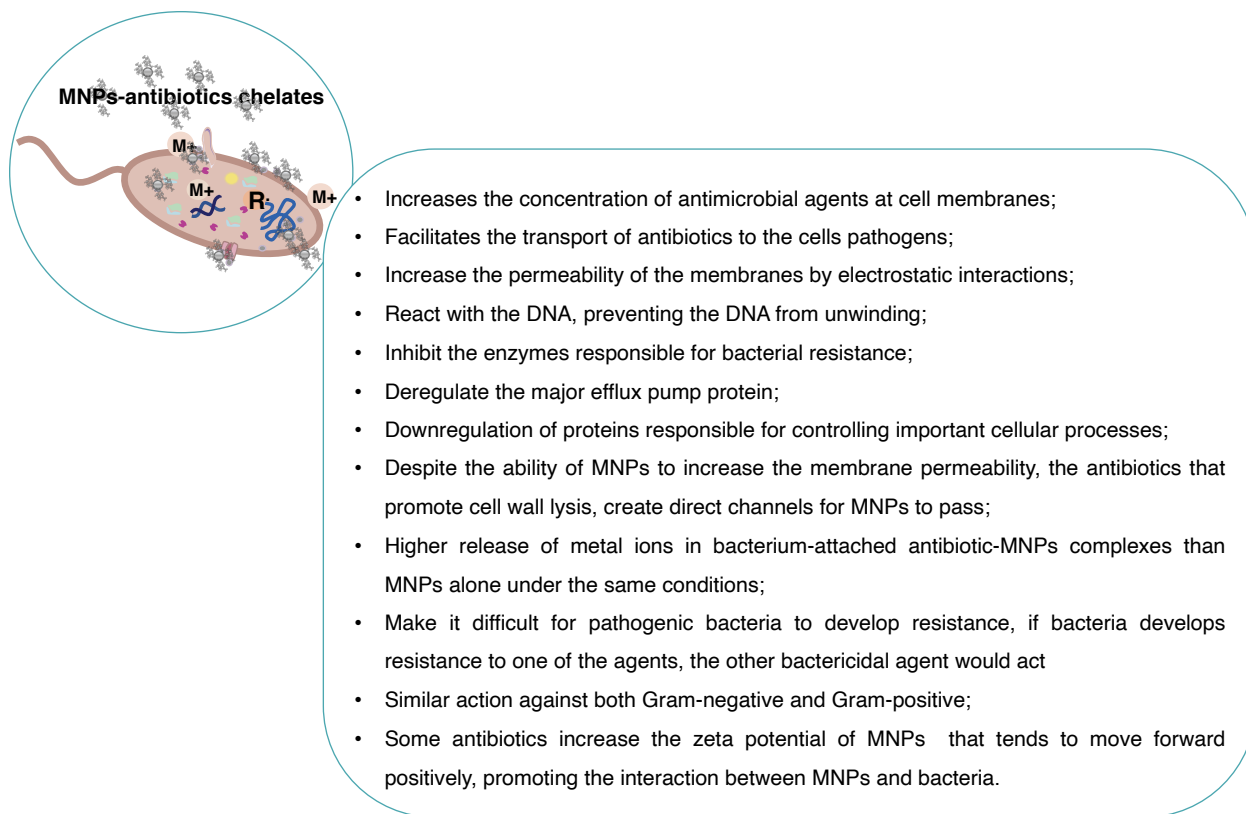 MNPs-antibiotics chelates
M+
M+
R·
M+
• Increases the concentration of antimicrobial agents at cell membranes;
• Facilitates the transport of antibiotics to the cells pathogens;
• Increase the permeability of the membranes by electrostatic interactions;
• React with the DNA, preventing the DNA from unwinding;
• Inhibit the enzymes responsible for bacterial resistance;
• Deregulate the major efflux pump protein;
• Downregulation of proteins responsible for controlling important cellular processes;
• Despite the ability of MNPs to increase the membrane permeability, the antibiotics that
promote cell wall lysis, create direct channels for MNPs to pass;
• Higher release of metal ions in bacterium-attached antibiotic-MNPs complexes than
MNPs alone under the same conditions;
• Make it difficult for pathogenic bacteria to develop resistance, if bacteria develops
resistance to one of the agents, the other bactericidal agent would act
• Similar action against both Gram-negative and Gram-positive;
• Some antibiotics increase the zeta potential of MNPs that tends to move forward
positively, promoting the interaction between MNPs and bacteria.